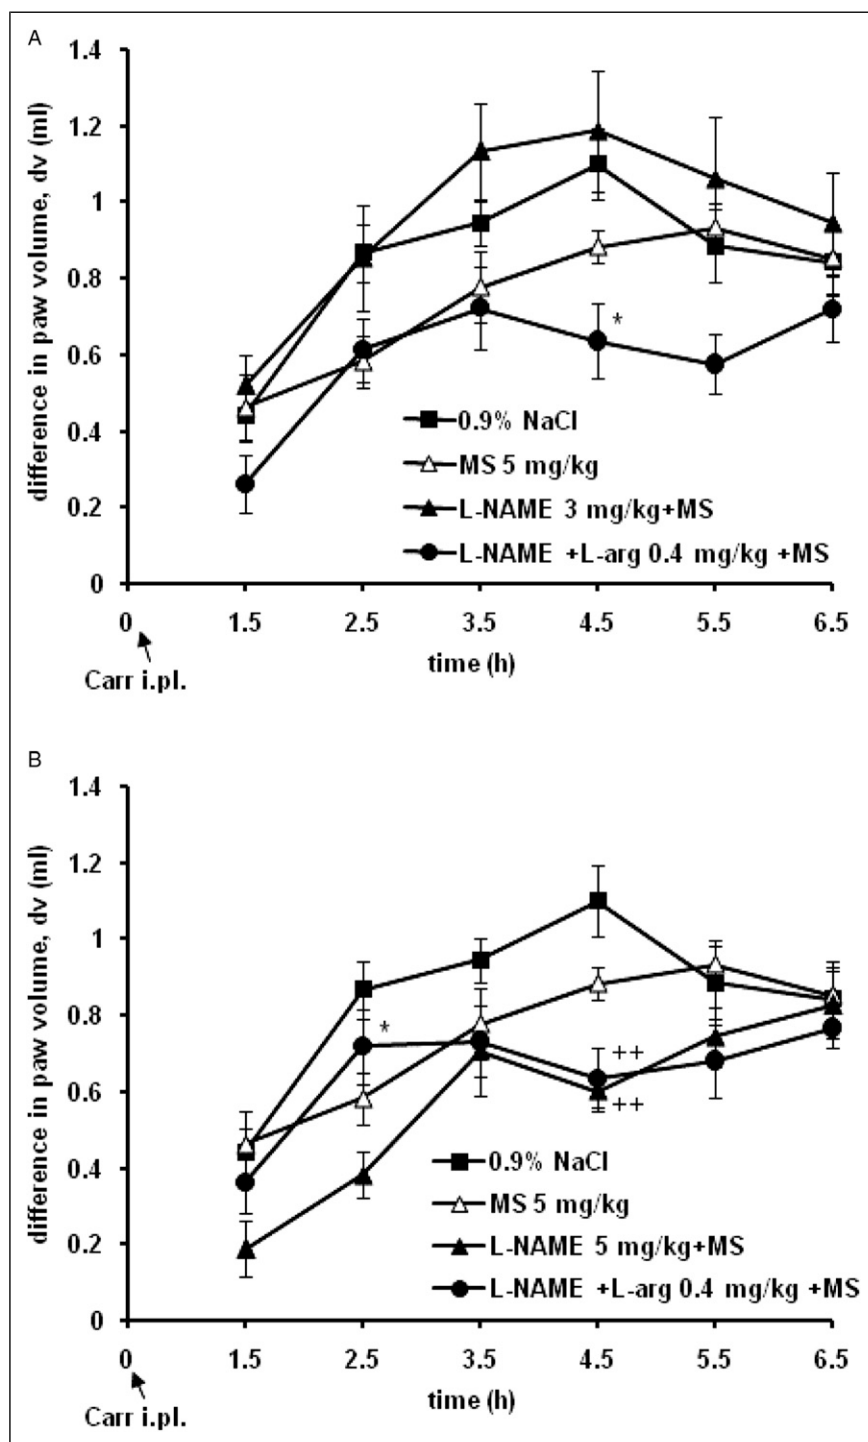 A
difference in paw volume, dv (ml)
1.4
1.2
1
0.8
0.6
0.4
0.2
0
*
0.9% NaCl
MS 5 mg/kg
L-NAME 3 mg/kg+MS
L-NAME +L-arg 0.4 mg/kg +MS
0 1.5 2.5 3.5 4.5 5.5 6.5
time (h)
Carr i.pl.
B
difference in paw volume, dv (ml)
1.4
1.2
1
0.8
0.6
0.4
0.2
0
*
++
++
0.9% NaCl
MS 5 mg/kg
L-NAME 5 mg/kg+MS
L-NAME +L-arg 0.4 mg/kg +MS
0 1.5 2.5 3.5 4.5 5.5 6.5
time (h)
Carr i.pl.